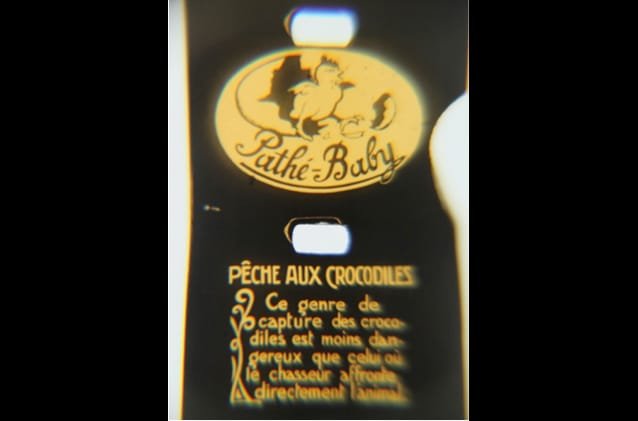 Pathé-Baby
PÊCHE AUX CROCODILES
Ce genre de
capture des croco-
diles est moins dan-
gereux que celui où
le chasseur affronte
directement l'animal.